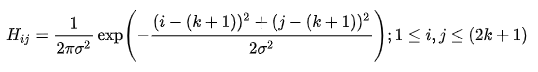 H_{ij} = \frac{1}{2\pi\sigma^2} \exp\left(-\frac{(i-(k+1))^2+(j-(k+1))^2}{2\sigma^2}\right); 1 \leq i, j \leq (2k+1)